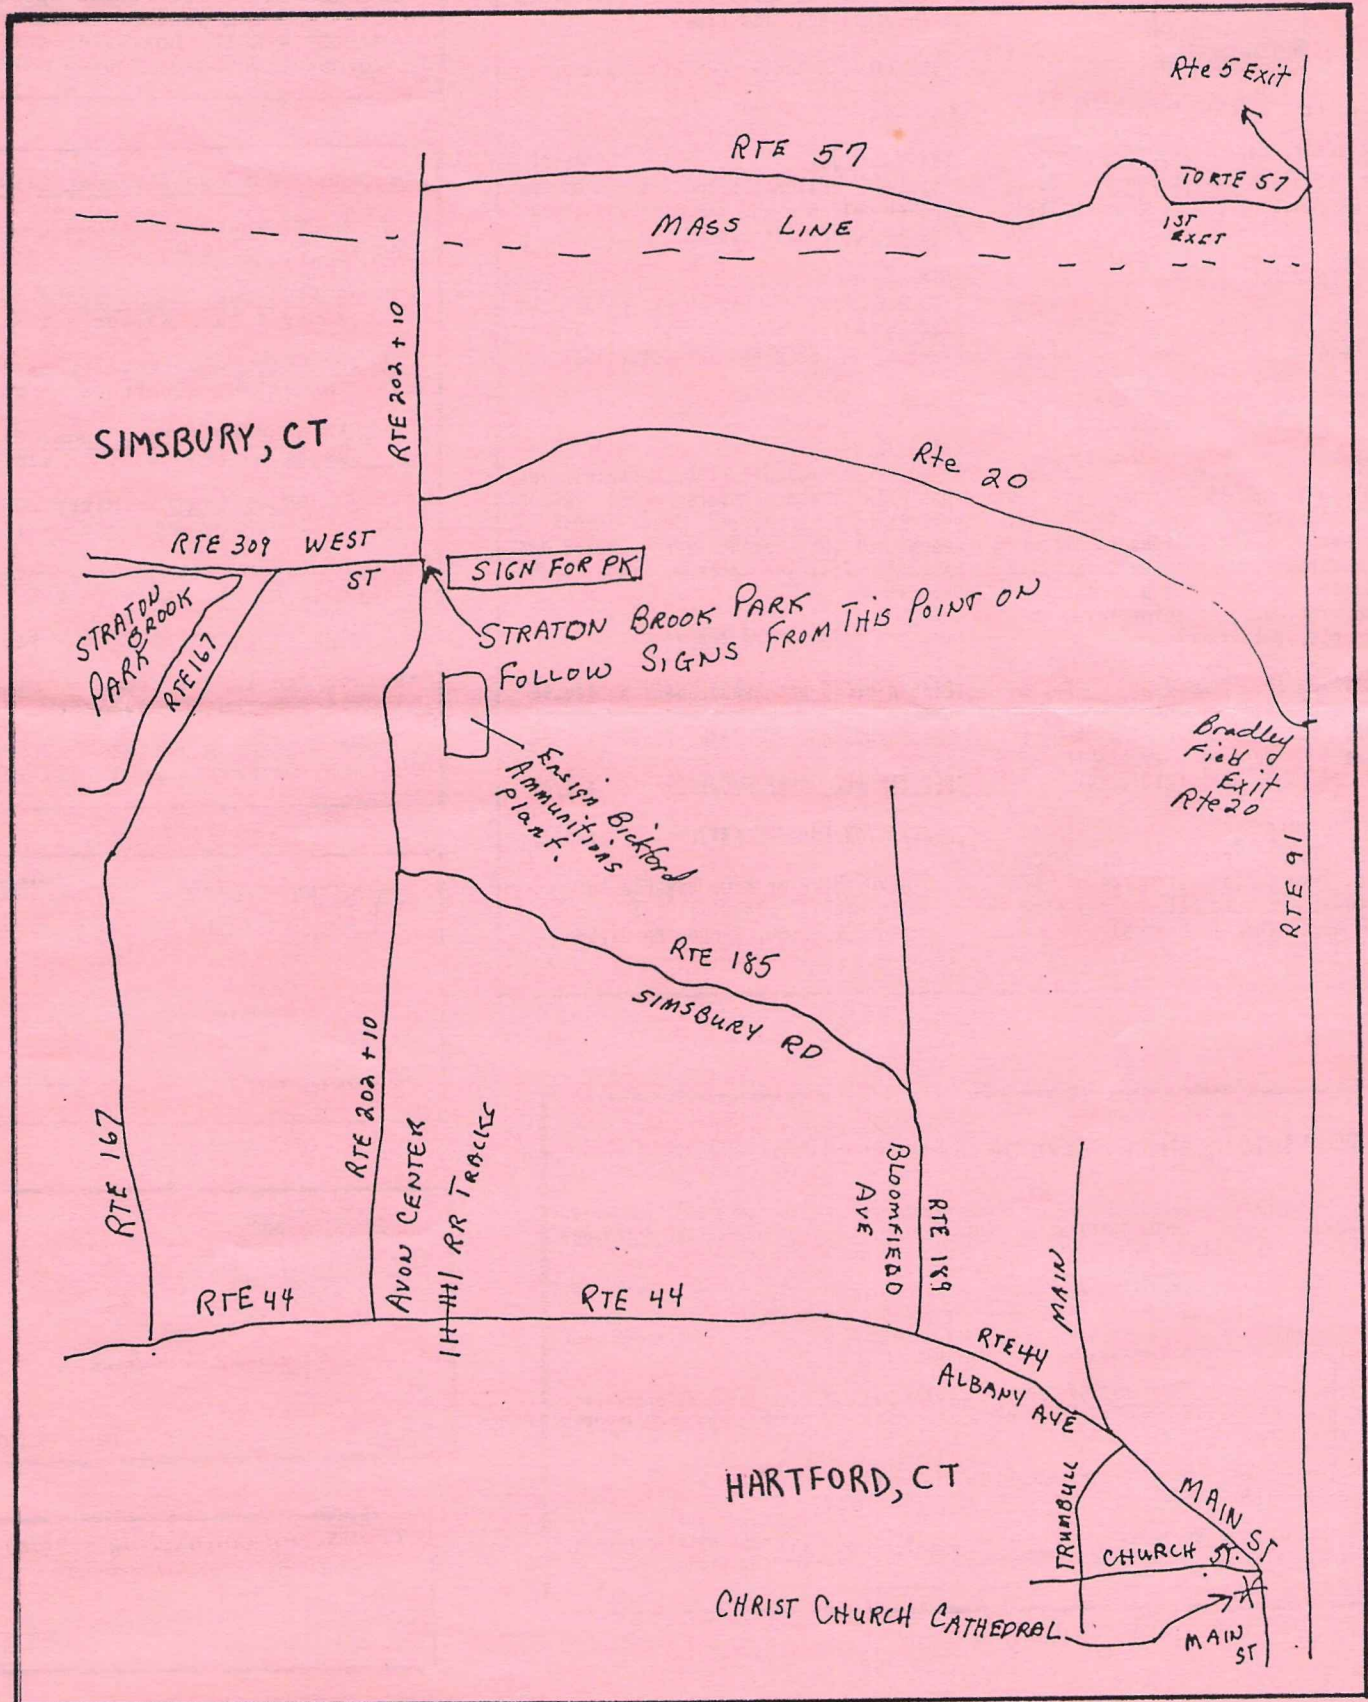 Rte 5 Exit
RTE 57
TO RTE 57
1ST
EXIT
MASS LINE
RTE 202 + 10
SIMSBURY, CT
Rte 20
RTE 309 WEST
ST
SIGN FOR PK
STRATON
BROOK
PARK
RTE 167
STRATON BROOK PARK
FOLLOW SIGNS FROM THIS POINT ON
Ensign Bickford
Ammunitions
plant.
Bradley
Field
Exit
Rte 20
RTE 91
RTE 185
SIMSBURY RD
RTE 167
RTE 202 + 10
AVON CENTER
RR TRACKS
BLOOMFIELD
AVE
RTE 189
MAIN
RTE 44
RTE 44
RTE 44
ALBANY AVE
HARTFORD, CT
TRUMBULL
MAIN ST
CHURCH ST.
CHRIST CHURCH CATHEDRAL
MAIN
ST